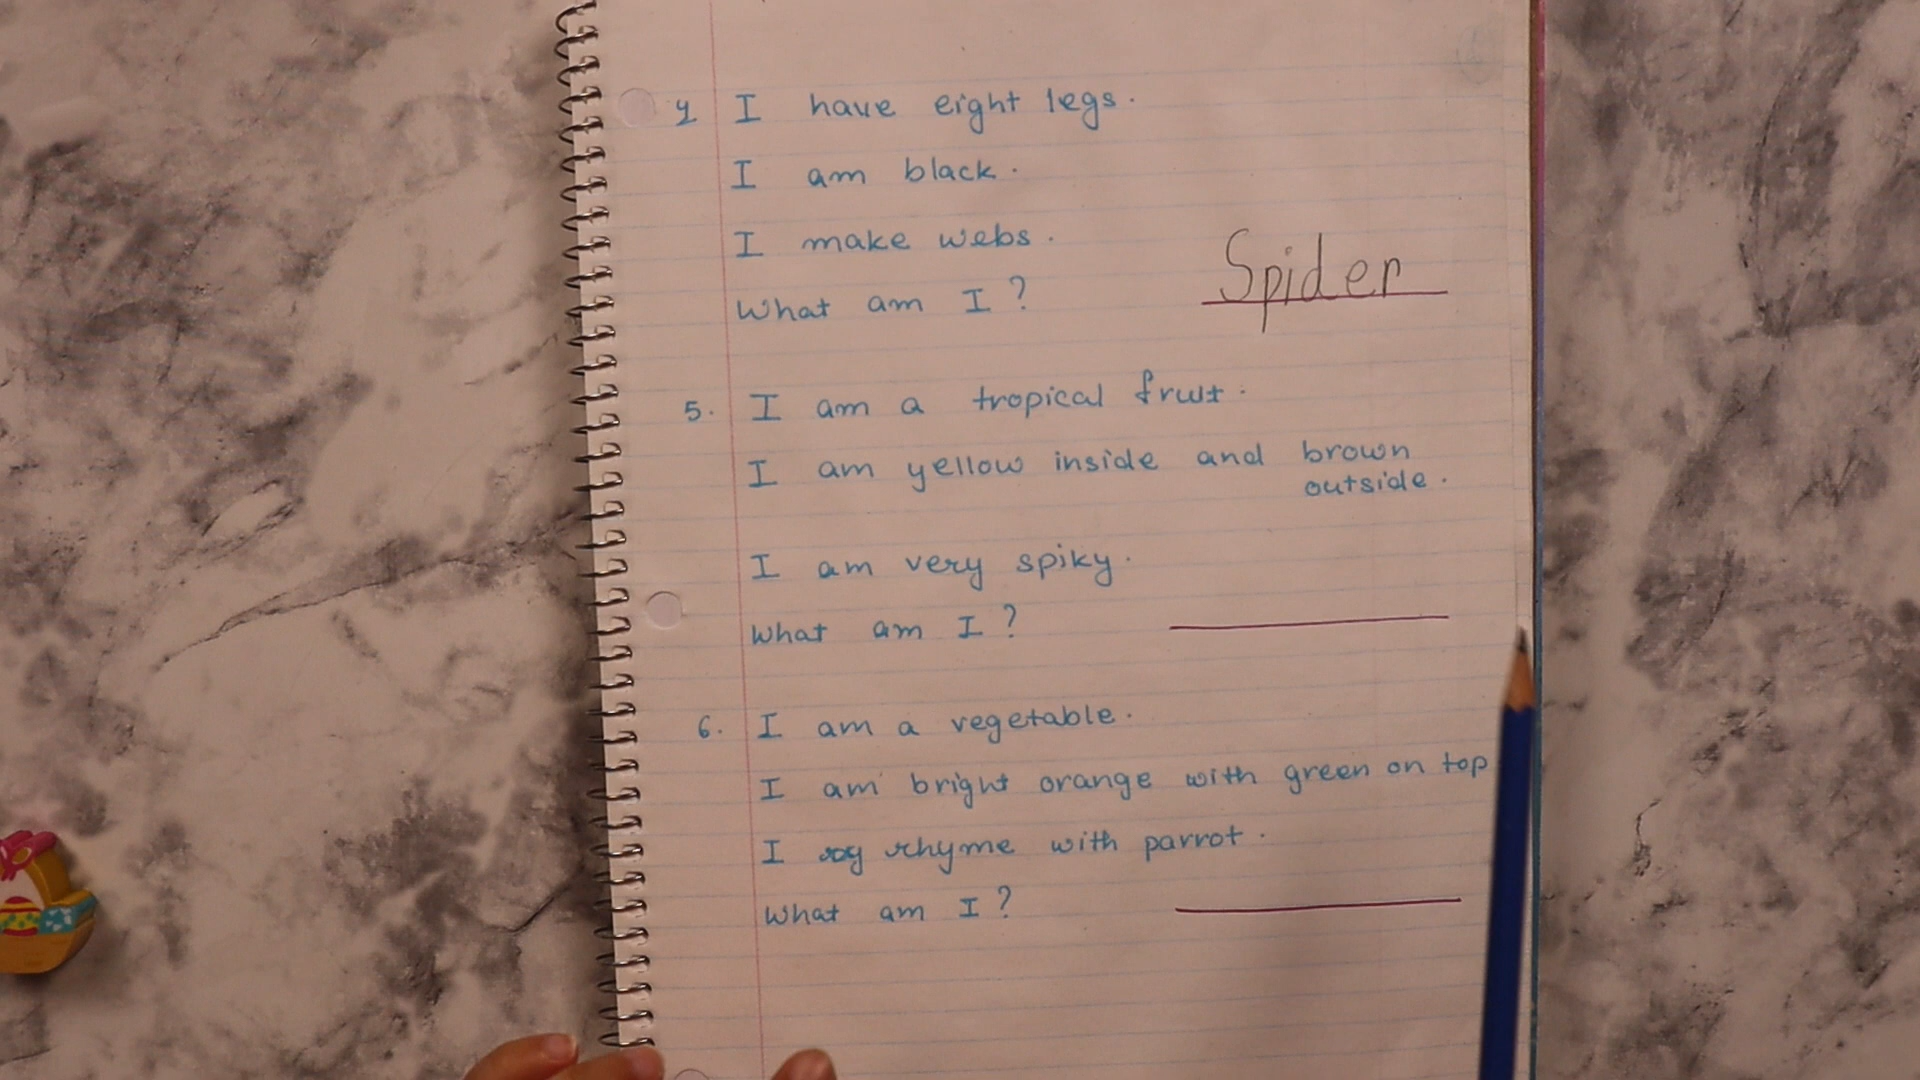 4 I have eight legs.
I am black.
I make webs.
What am I? Spider
5. I am a tropical fruit.
I am yellow inside and brown
outside.
I am very spiky.
What am I?
6. I am a vegetable.
I am bright orange with green on top
I rhyme with parrot.
What am I?